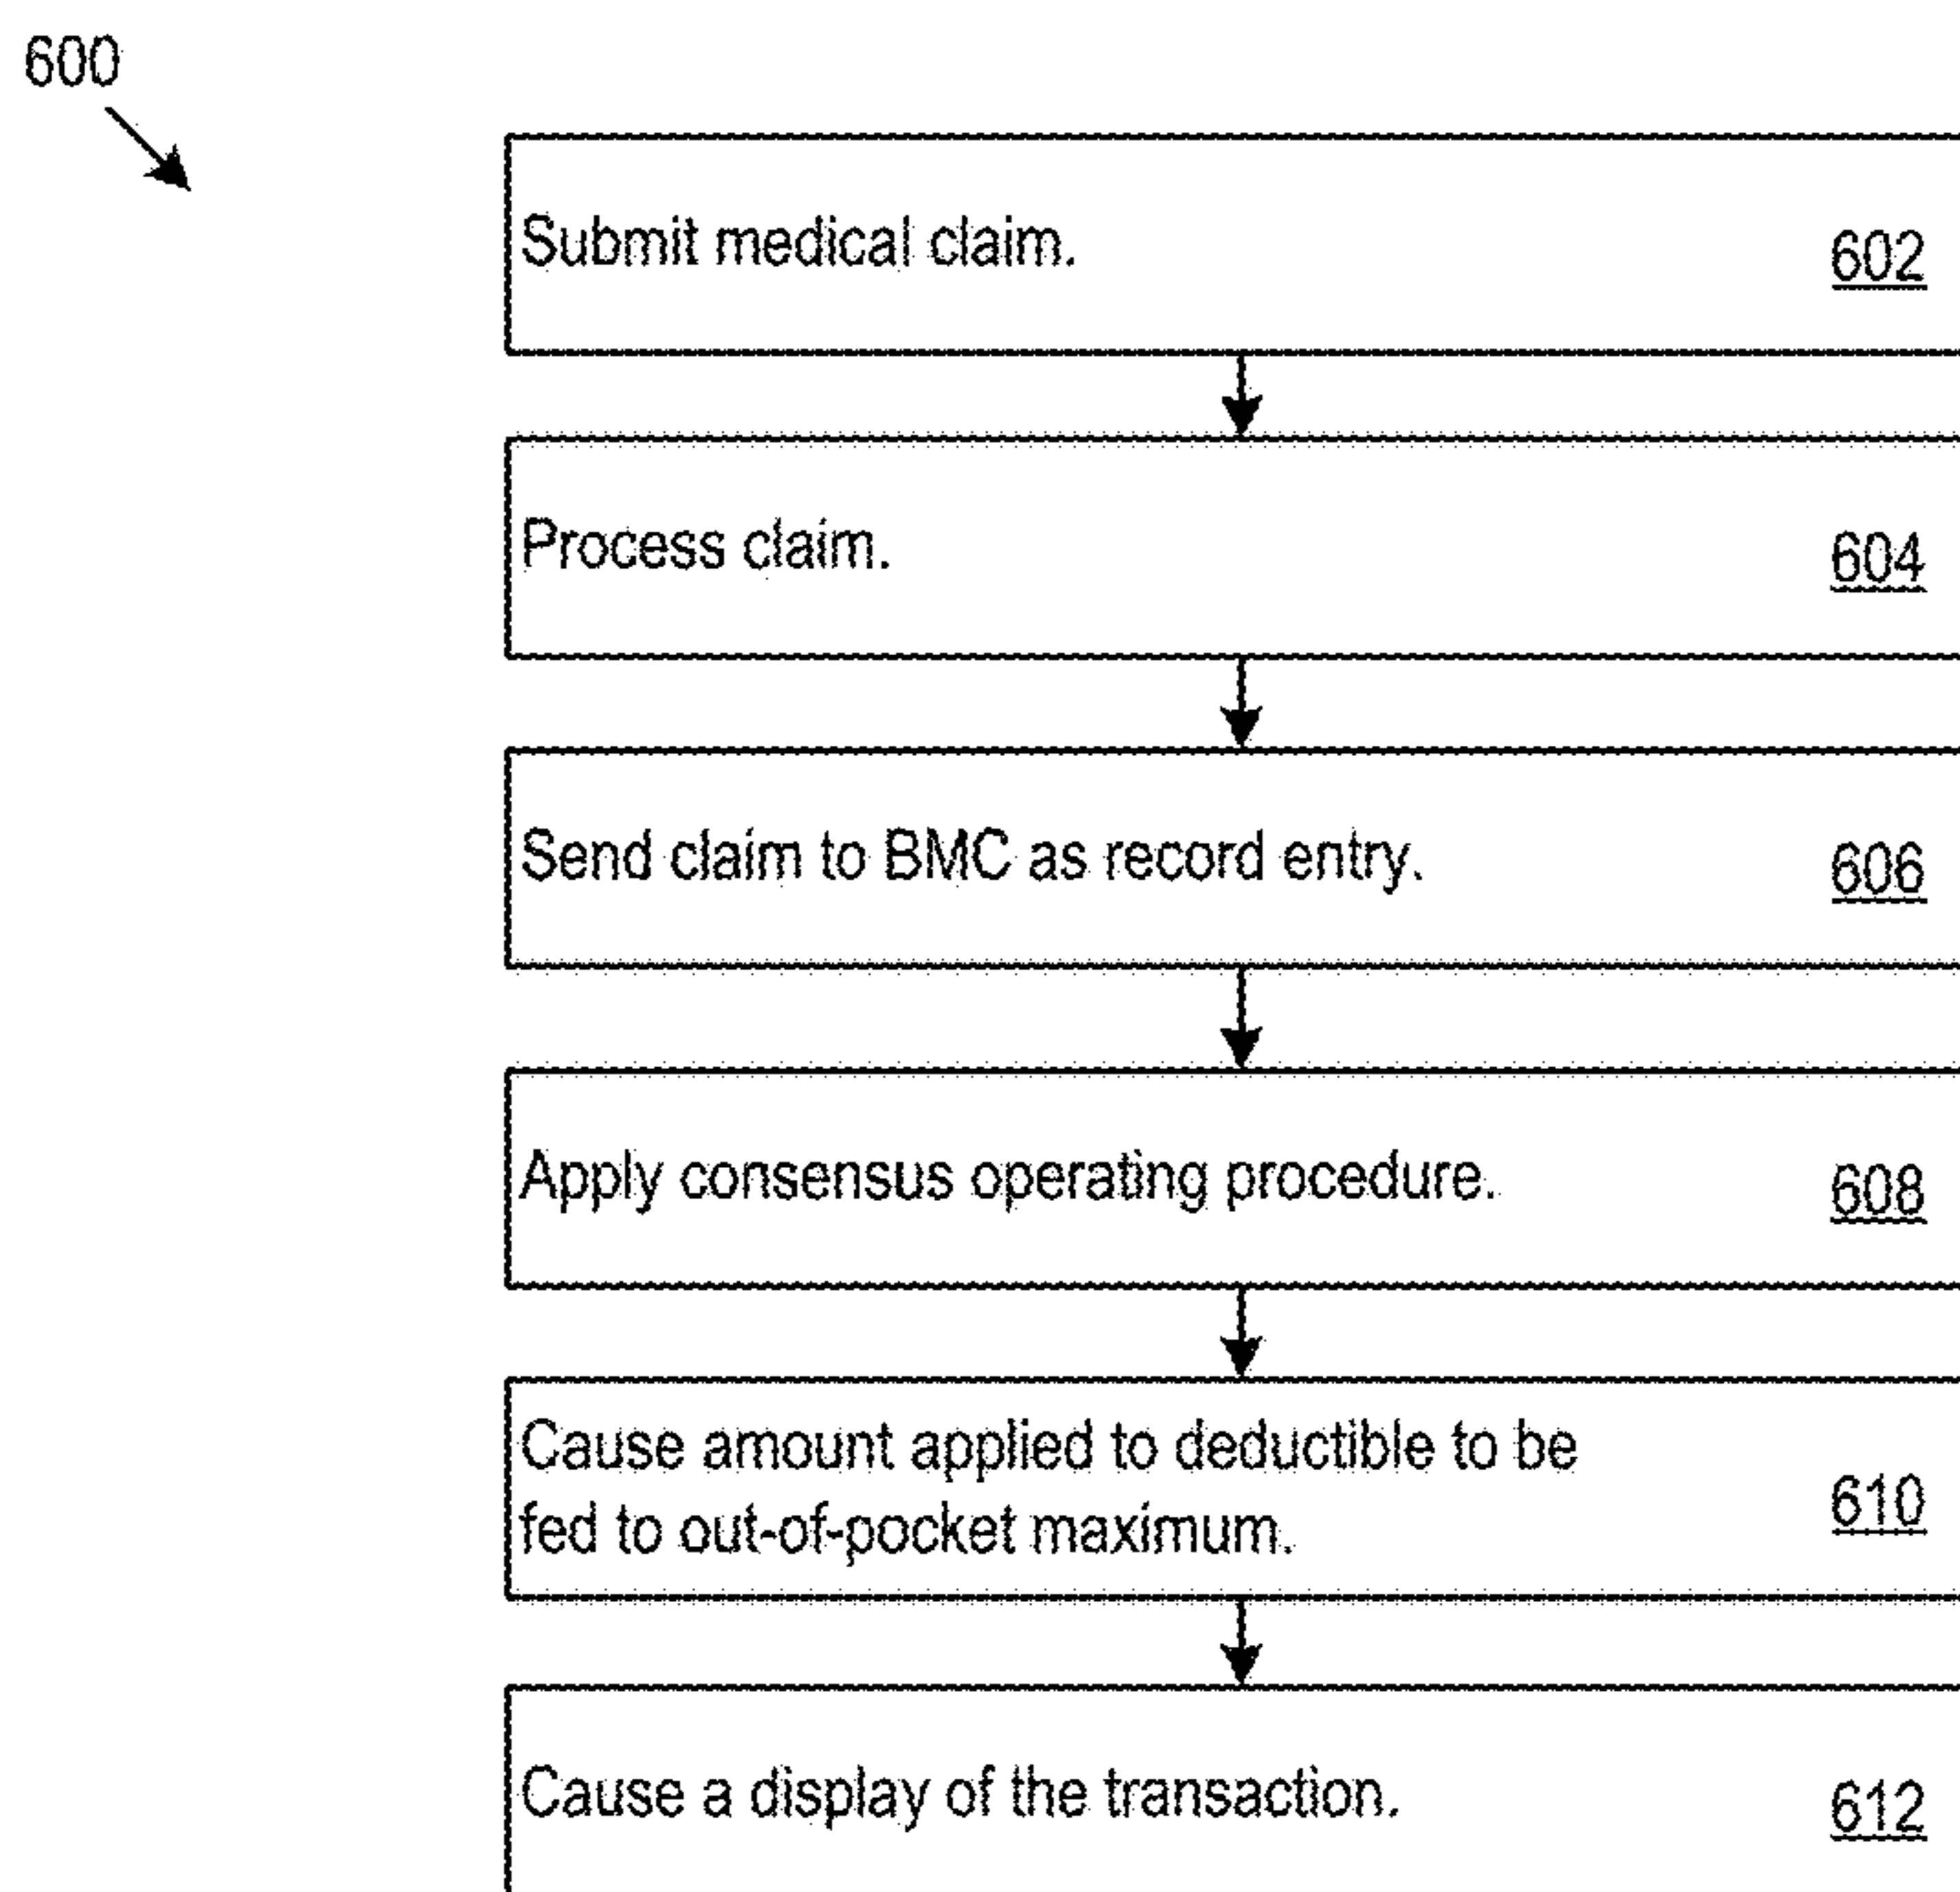 600
Submit medical claim.
602
Process claim.
604
Send claim to BMC as record entry.
606
Apply consensus operating procedure.
608
Cause amount applied to deductible to be
fed to out-of-pocket maximum.
610
Cause a display of the transaction.
612